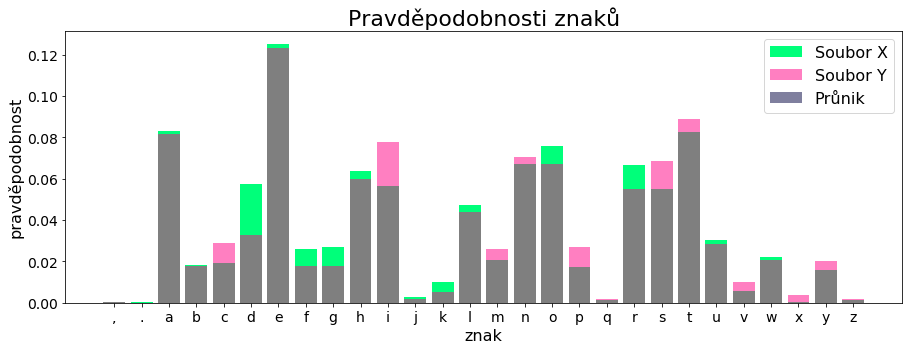 Pravděpodobnosti znaků
Soubor X
Soubor Y
Průnik
pravděpodobnost
0.12
0.10
0.08
0.06
0.04
0.02
0.00
, . a b c d e f g h i j k l m n o p q r s t u v w x y z
znak